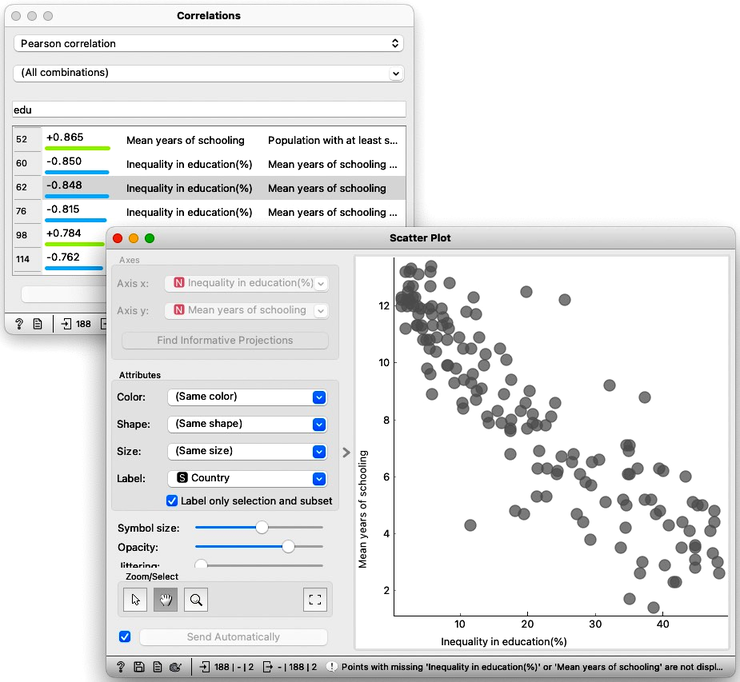 Correlations
Pearson correlation
(All combinations)
edu
52 +0.865 Mean years of schooling Population with at least s...
60 -0.850 Inequality in education(%) Mean years of schooling ...
62 -0.848 Inequality in education(%) Mean years of schooling
76 -0.815 Inequality in education(%) Mean years of schooling ...
98 +0.784
114 -0.762
? 188
Scatter Plot
Axes
Axis x: N Inequality in education(%)
Axis y: N Mean years of schooling
Find Informative Projections
Attributes
Color: (Same color)
Shape: (Same shape)
Size: (Same size)
Label: S Country
Label only selection and subset
Symbol size:
Opacity:
Jittering:
Zoom/Select
Send Automatically
Mean years of schooling
12
10
8
6
4
2
10 20 30 40
Inequality in education(%)
? 188 | - | 2 - | 188 | 2 Points with missing 'Inequality in education(%)' or 'Mean years of schooling' are not displ...